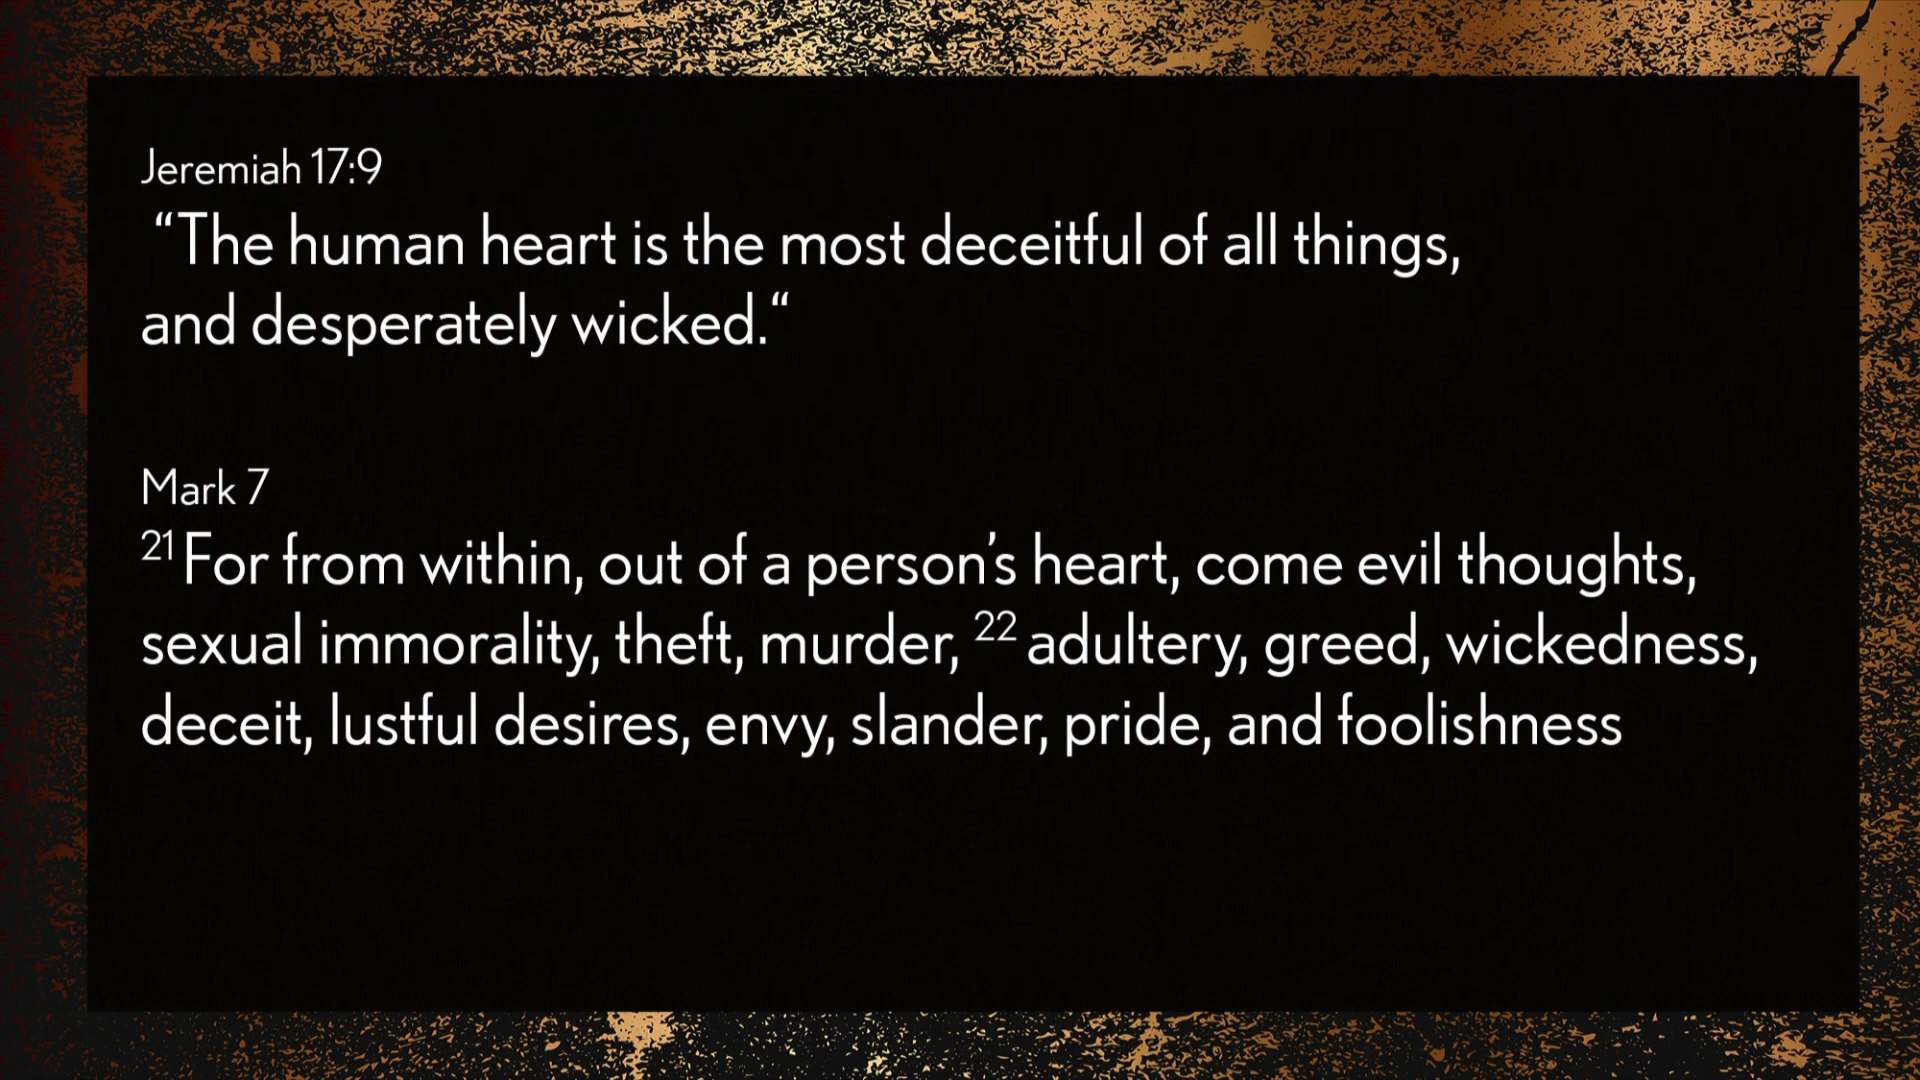 Jeremiah 17:9
“The human heart is the most deceitful of all things,
and desperately wicked.“
Mark 7
21 For from within, out of a person’s heart, come evil thoughts,
sexual immorality, theft, murder, 22 adultery, greed, wickedness,
deceit, lustful desires, envy, slander, pride, and foolishness